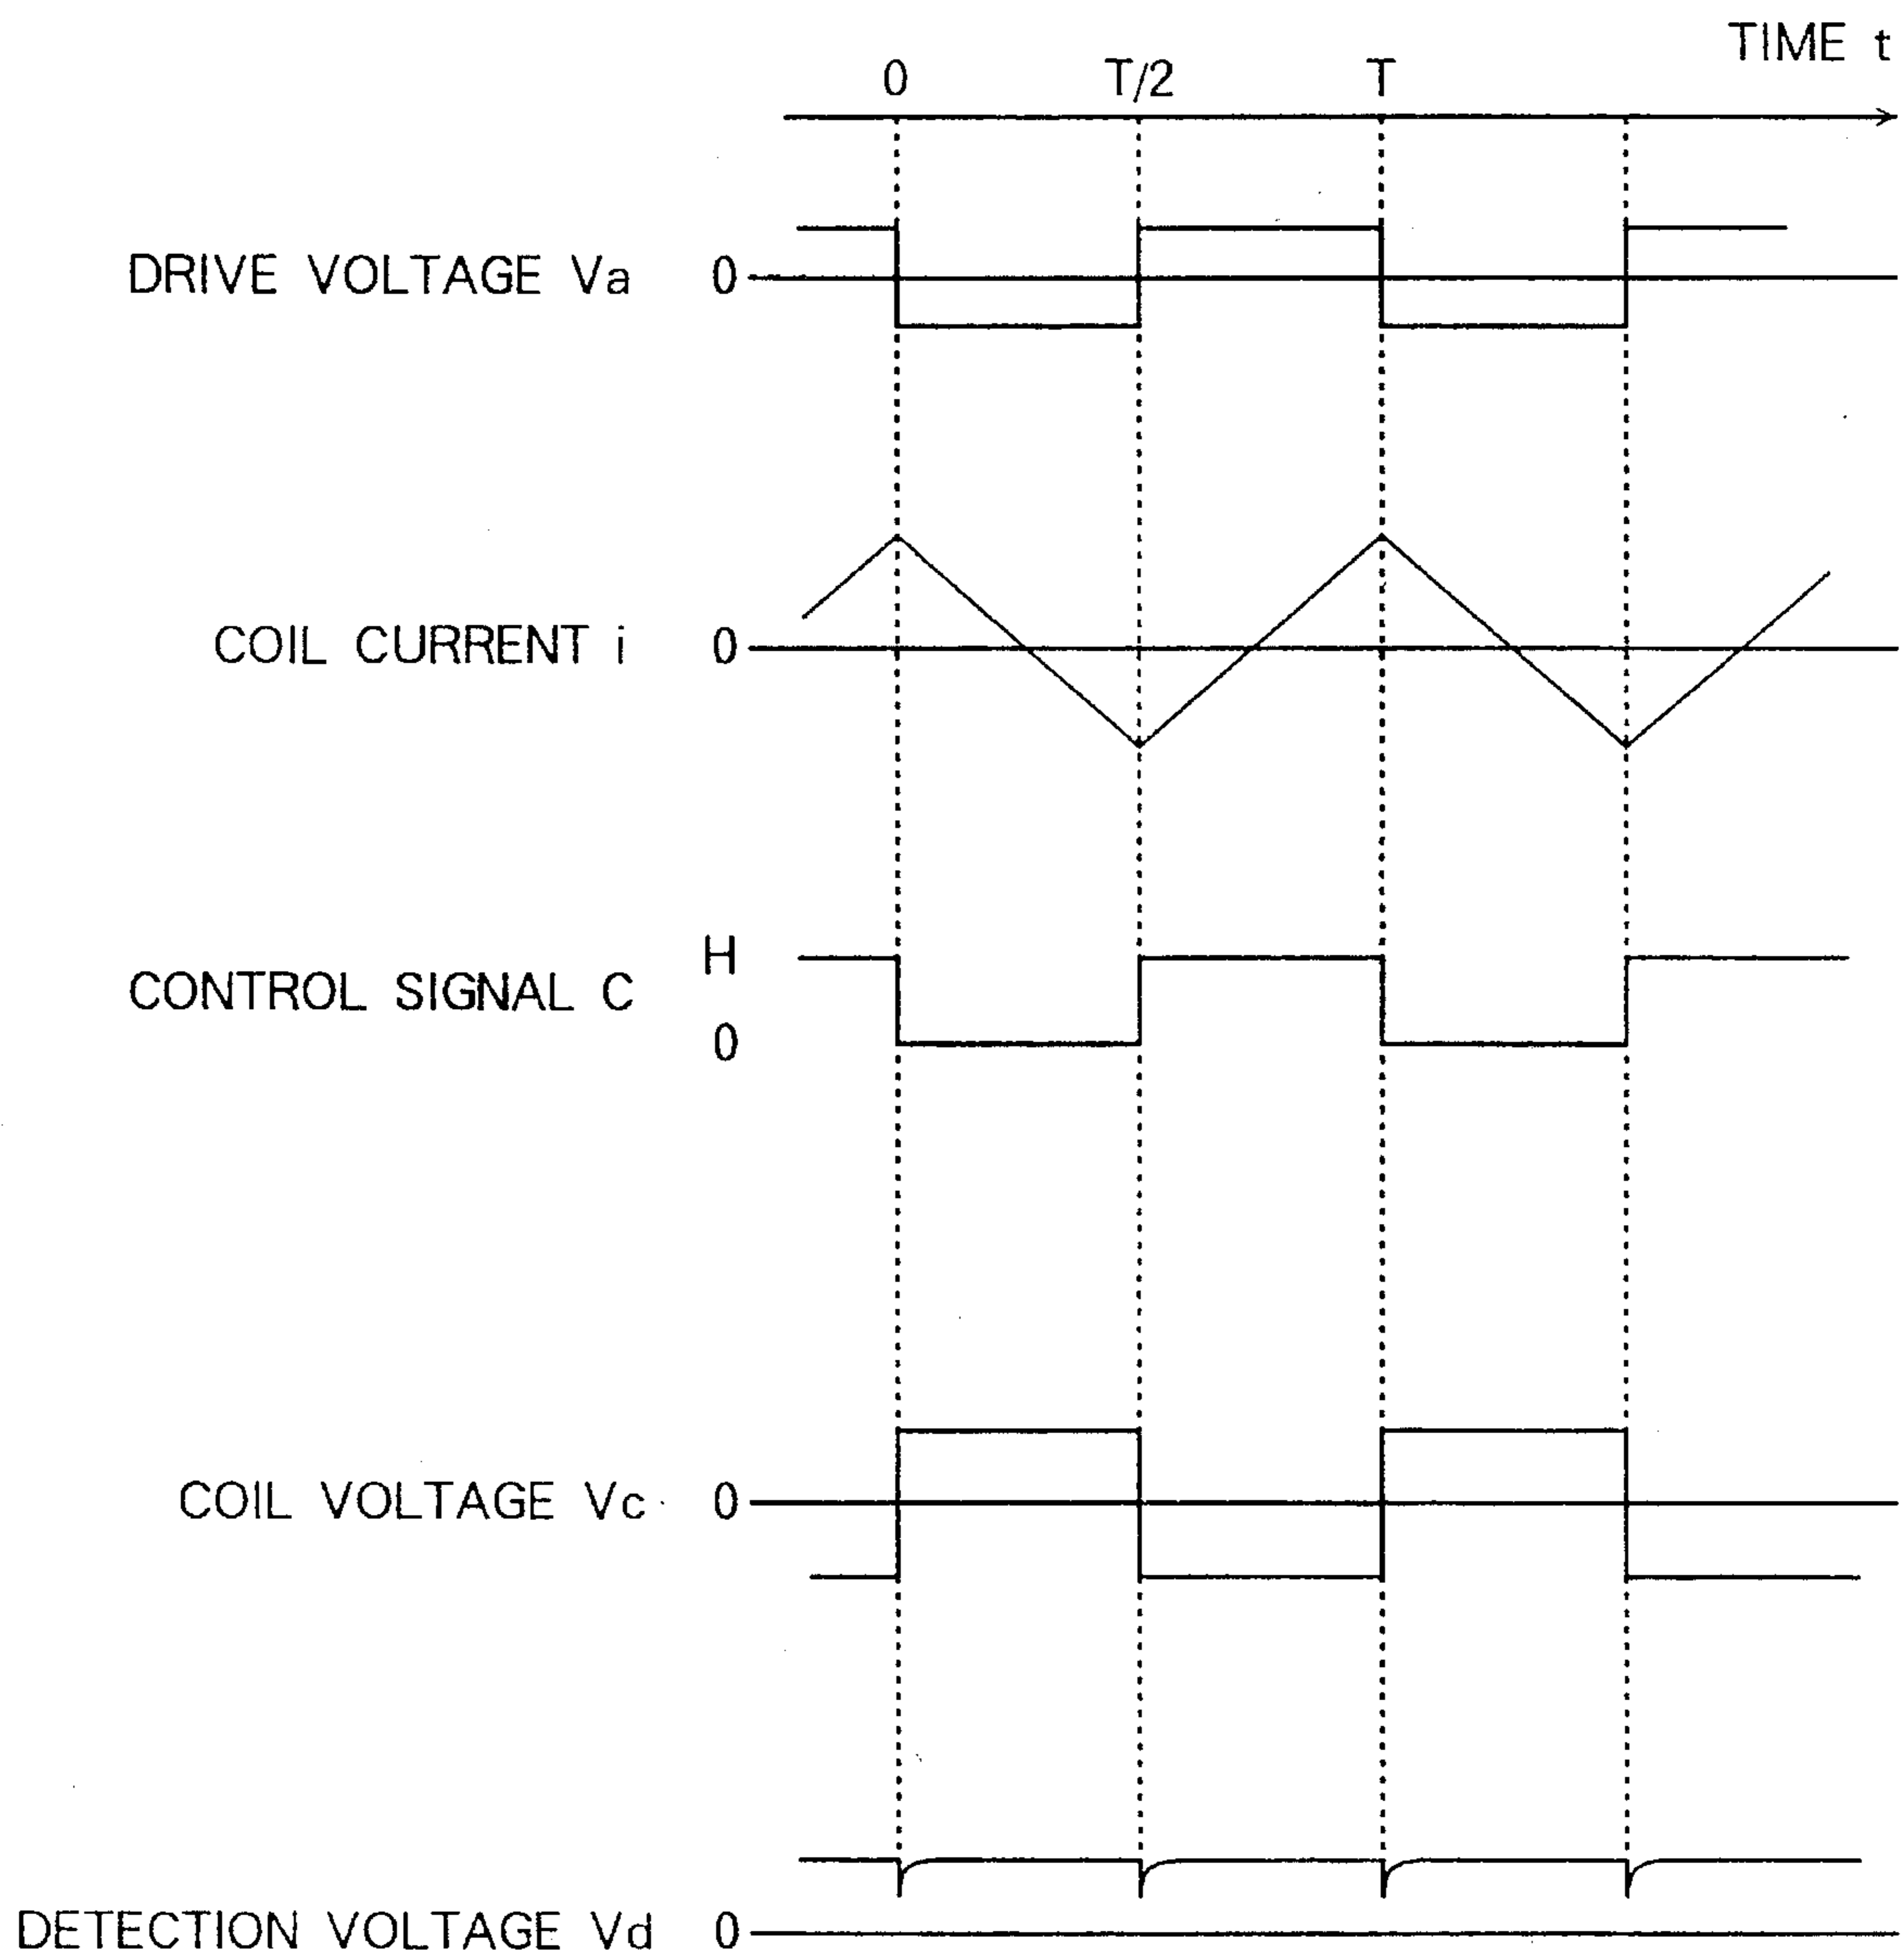 TIME t
0 T/2 T
DRIVE VOLTAGE Va 0
COIL CURRENT i 0
H
CONTROL SIGNAL C
0
COIL VOLTAGE Vc 0
DETECTION VOLTAGE Vd 0